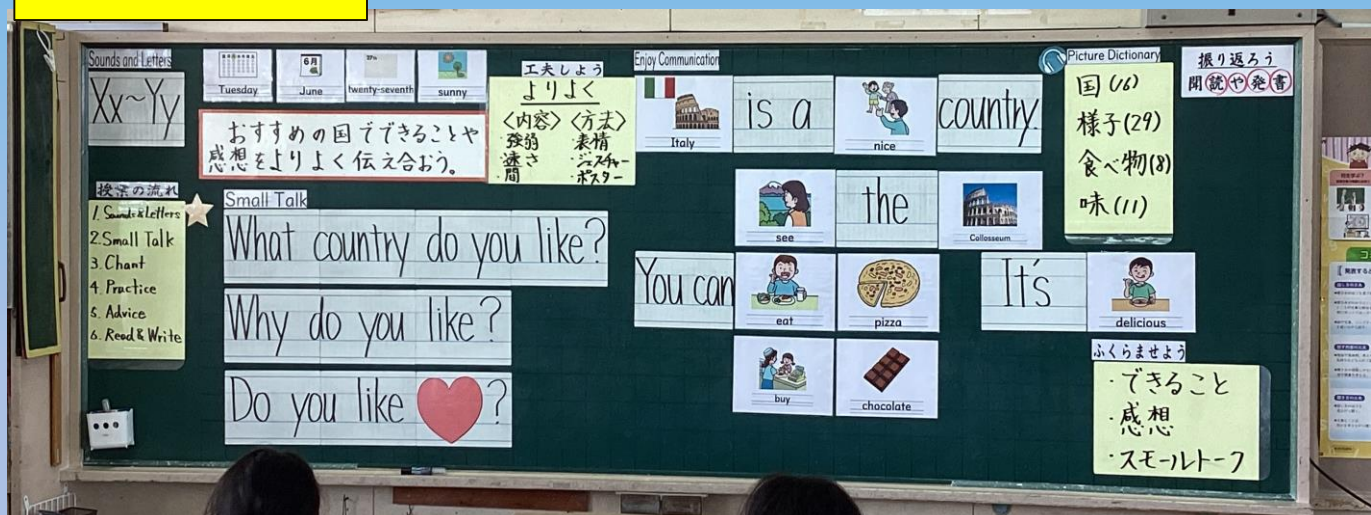 Sounds and Letters
Xx~Yy
Tuesday
6月
June
twenty-seventh
sunny
おすすめの国でできることや
感想をよりよく伝え合おう。
工夫しよう
よりよく
〈内容〉〈方法〉
・強弱 表情
・速さ ・ジェスチャー
・間 ・ポスター
授業の流れ
1. Sounds & Letters
2. Small Talk
3. Chant
4. Practice
5. Advice
6. Read & Write
Small Talk
What country do you like?
Why do you like?
Do you like ?
Enjoy Communication
Italy
is a
nice
country.
see
the
Collosseum
You can
eat
pizza
It's
delicious
buy
chocolate
Picture Dictionary
国(16)
様子(29)
食べ物(8)
味(11)
振り返ろう
聞読や発書
ふくらませよう
・できること
・感想
・スモールトーク